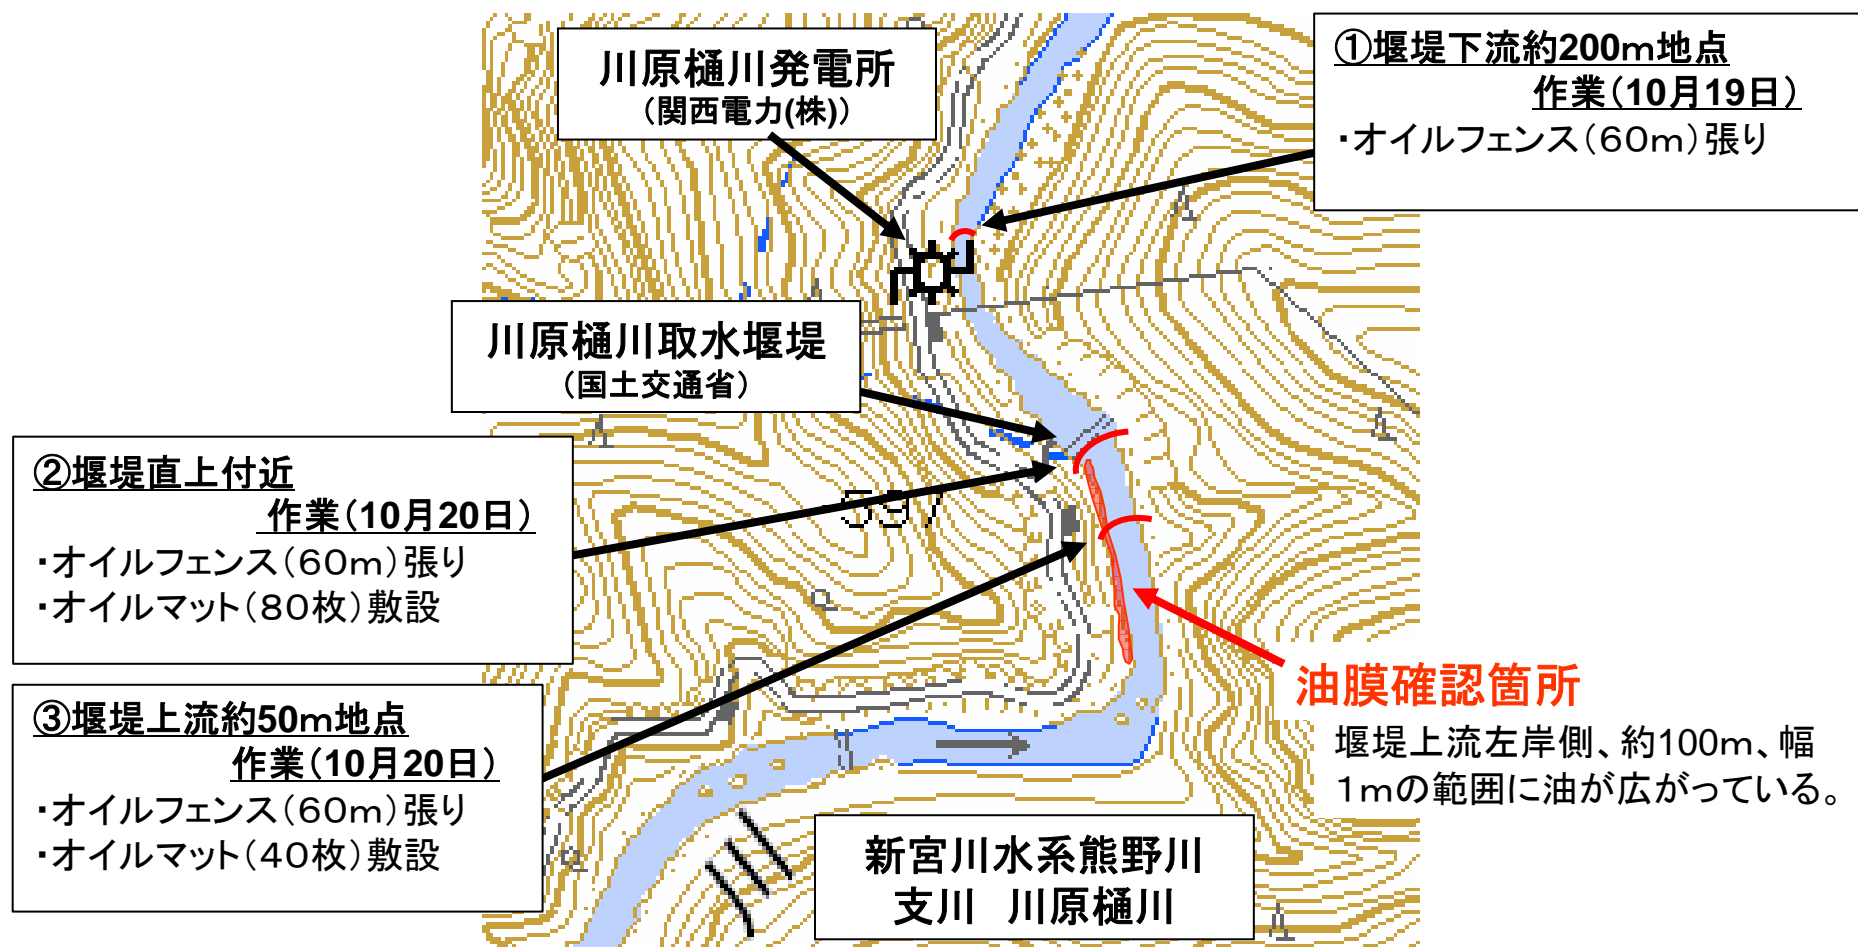 川原樋川発電所
（関西電力(株)）
①堰堤下流約200m地点
作業（10月19日）
・オイルフェンス（60m）張り
川原樋川取水堰堤
（国土交通省）
②堰堤直上付近
作業（10月20日）
・オイルフェンス（60m）張り
・オイルマット（80枚）敷設
③堰堤上流約50m地点
作業（10月20日）
・オイルフェンス（60m）張り
・オイルマット（40枚）敷設
油膜確認箇所
堰堤上流左岸側、約100m、幅
1mの範囲に油が広がっている。
新宮川水系熊野川
支川　川原樋川